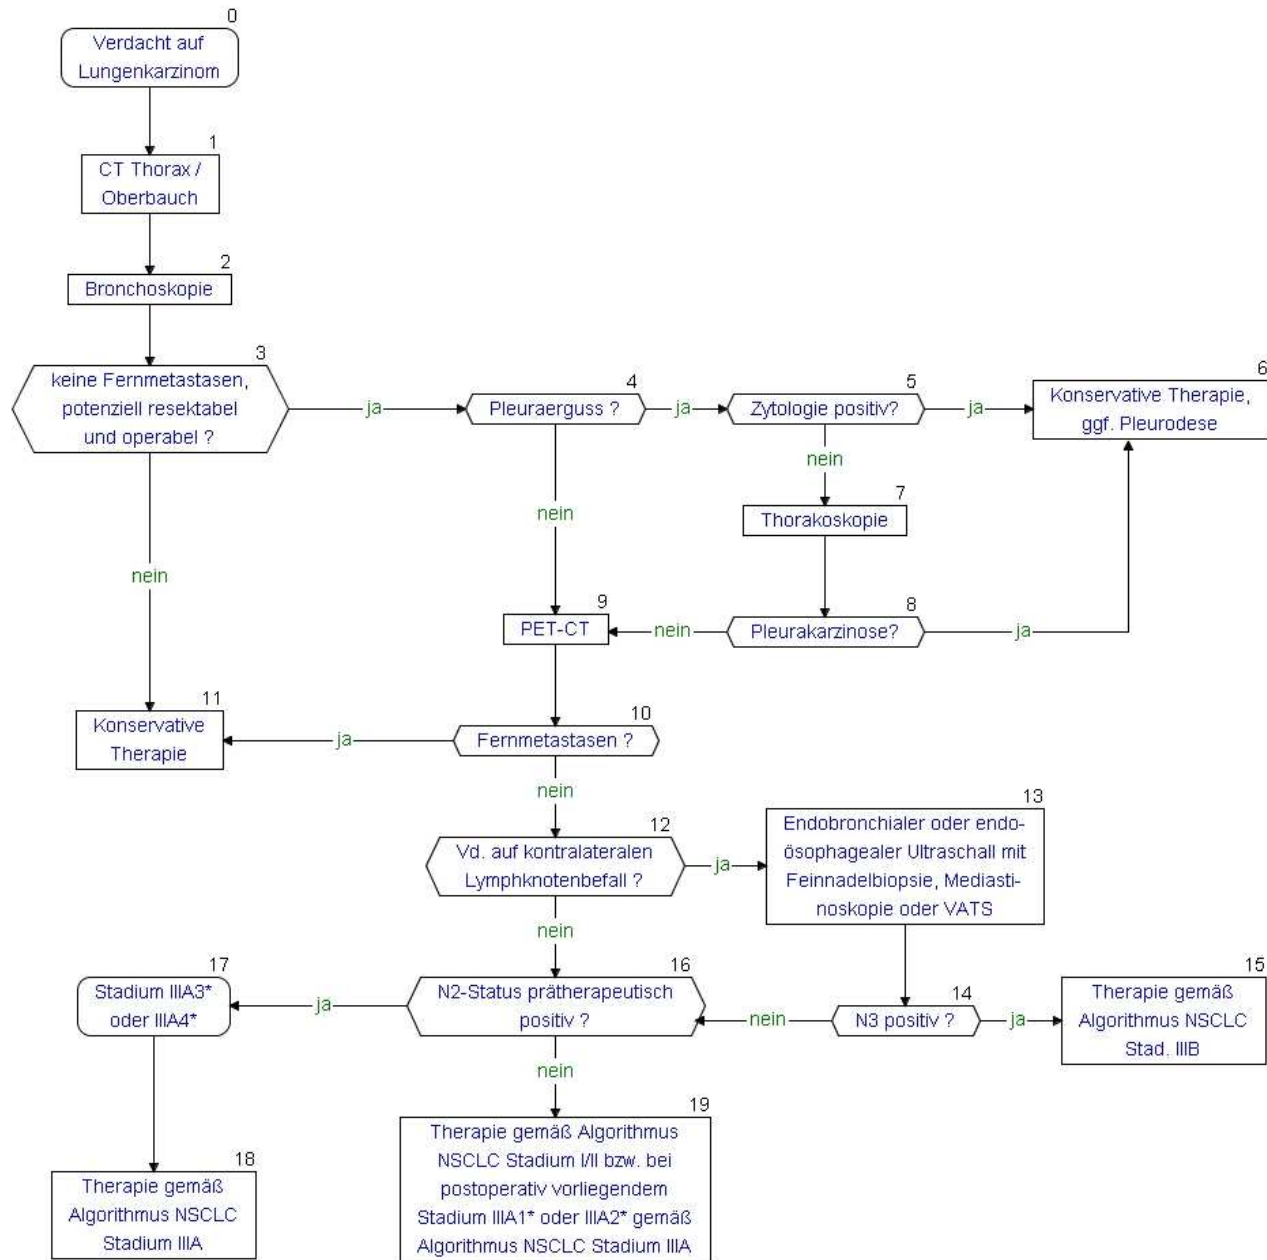 0
Verdacht auf
Lungenkarzinom
1
CT Thorax /
Oberbauch
2
Bronchoskopie
3
keine Fernmetastasen,
potenziell resektabel
und operabel ?
ja
4
Pleuraerguss ?
ja
5
Zytologie positiv?
ja
6
Konservative Therapie,
ggf. Pleurodese
nein
7
Thorakoskopie
nein
nein
9
PET-CT
nein
8
Pleurakarzinose?
ja
11
Konservative
Therapie
ja
10
Fernmetastasen ?
nein
12
Vd. auf kontralateralen
Lymphknotenbefall ?
ja
13
Endobronchialer oder endo-
ösophagealer Ultraschall mit
Feinnadelbiopsie, Mediasti-
noskopie oder VATS
nein
17
Stadium IIIA3*
oder IIIA4*
ja
16
N2-Status prätherapeutisch
positiv ?
nein
14
N3 positiv ?
ja
15
Therapie gemäß
Algorithmus NSCLC
Stad. IIIB
nein
18
Therapie gemäß
Algorithmus NSCLC
Stadium IIIA
19
Therapie gemäß Algorithmus
NSCLC Stadium I/II bzw. bei
postoperativ vorliegendem
Stadium IIIA1* oder IIIA2* gemäß
Algorithmus NSCLC Stadium IIIA